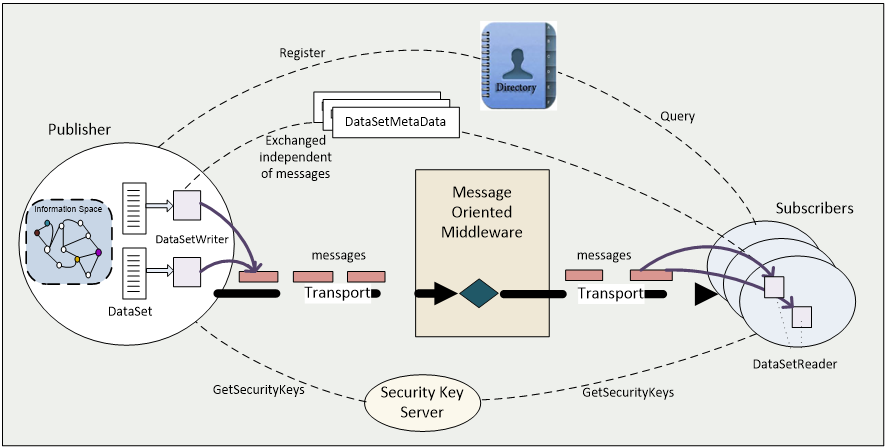 Register
Directory
Query
DataSetMetaData
Exchanged
independent
of messages
Publisher
Information Space
DataSetWriter
DataSet
messages
Transport
Message
Oriented
Middleware
messages
Transport
Subscribers
DataSetReader
GetSecurityKeys
Security Key
Server
GetSecurityKeys